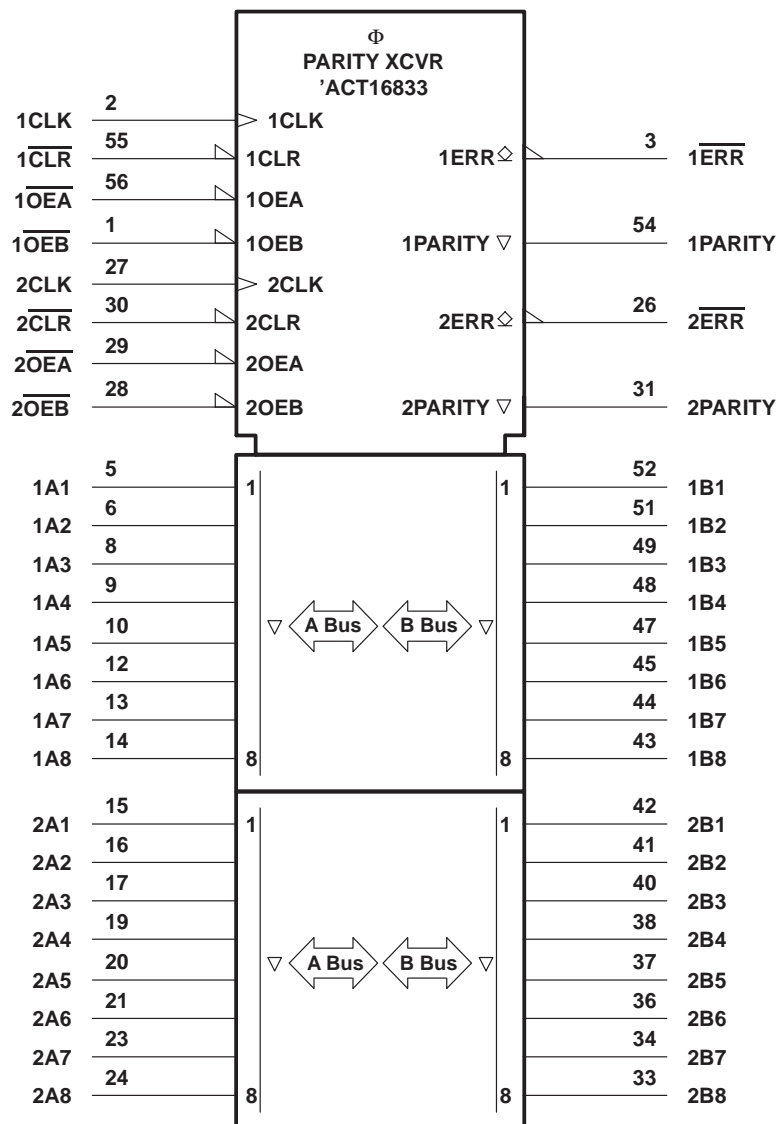 Φ
PARITY XCVR
’ACT16833
1CLK 2 1CLK
1CLR 55 1CLR 1ERR 3 1ERR
1OEA 56 1OEA
1OEB 1 1OEB 1PARITY 54 1PARITY
2CLK 27 2CLK
2CLR 30 2CLR 2ERR 26 2ERR
2OEA 29 2OEA
2OEB 28 2OEB 2PARITY 31 2PARITY
1A1 5 1 1 52 1B1
1A2 6 51 1B2
1A3 8 49 1B3
1A4 9 48 1B4
A Bus B Bus
1A5 10 47 1B5
1A6 12 45 1B6
1A7 13 44 1B7
1A8 14 8 8 43 1B8
2A1 15 1 1 42 2B1
2A2 16 41 2B2
2A3 17 40 2B3
2A4 19 38 2B4
A Bus B Bus
2A5 20 37 2B5
2A6 21 36 2B6
2A7 23 34 2B7
2A8 24 8 8 33 2B8